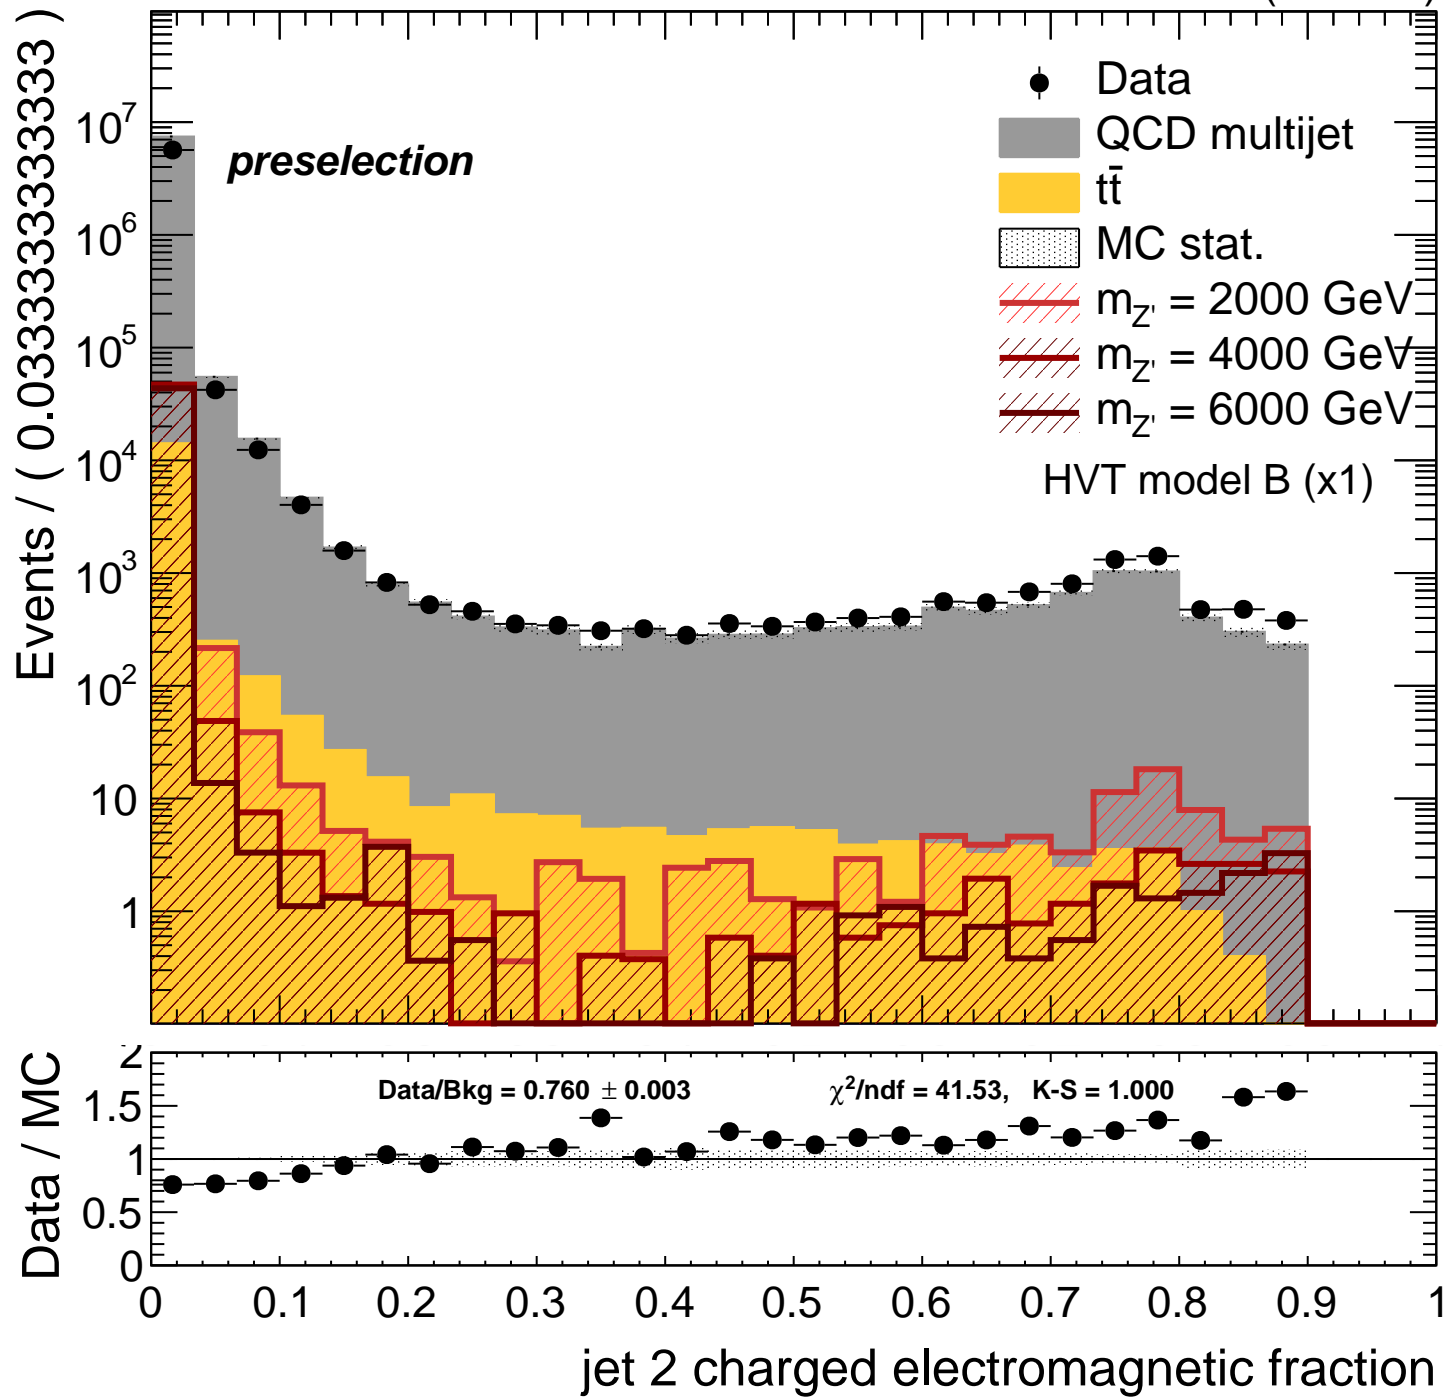 Data
QCD multijet
tt̄
MC stat.
m_Z' = 2000 GeV
m_Z' = 4000 GeV
m_Z' = 6000 GeV
HVT model B (x1)
preselection
Events / ( 0.0333333333333 )
10^7
10^6
10^5
10^4
10^3
10^2
10
1
Data/Bkg = 0.760 ± 0.003
χ^2/ndf = 41.53, K-S = 1.000
Data / MC
2
1.5
1
0.5
0
0 0.1 0.2 0.3 0.4 0.5 0.6 0.7 0.8 0.9 1
jet 2 charged electromagnetic fraction